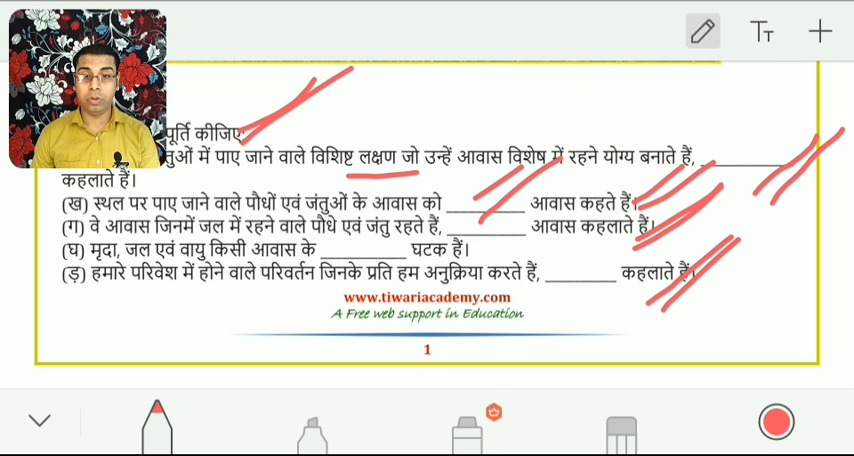 पूर्ति कीजिए:
तुओं में पाए जाने वाले विशिष्ट लक्षण जो उन्हें आवास विशेष में रहने योग्य बनाते हैं, __________
कहलाते हैं।
(ख) स्थल पर पाए जाने वाले पौधों एवं जंतुओं के आवास को __________ आवास कहते हैं।
(ग) वे आवास जिनमें जल में रहने वाले पौधे एवं जंतु रहते हैं, __________ आवास कहलाते हैं।
(घ) मृदा, जल एवं वायु किसी आवास के __________ घटक हैं।
(ड़) हमारे परिवेश में होने वाले परिवर्तन जिनके प्रति हम अनुक्रिया करते हैं, _________ कहलाते हैं।
www.tiwariacademy.com
A Free web support in Education
1